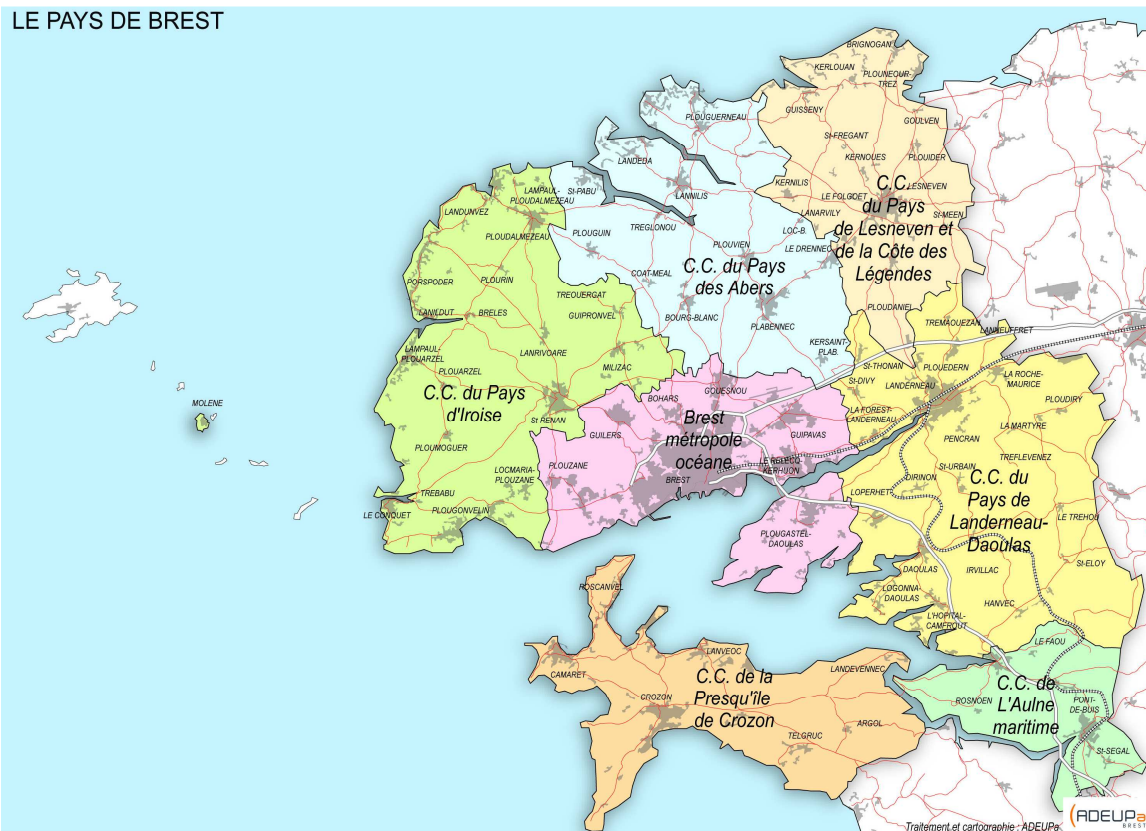 LE PAYS DE BREST
BRIGNOGAN
KERLOUAN
PLOUNEOUR-
TREZ
GUISSENY
GOULVEN
PLOUGUERNEAU
ST-FREGANT
KERNOUES
PLOUIDER
LANDEDA
KERNILIS
LE FOLGOET
LESNEVEN
C.C.
du Pays
de Lesneven et
de la Côte des
Légendes
LANARVILY
ST-MEEN
LAMPAUL-
PLOUDALMEZEAU
ST-PABU
LANNILIS
LANDUNVEZ
PLOUDALMEZEAU
PLOUGUIN
TREGLONOU
LOC-B.
PLOUVIEN
LE DRENNEC
C.C. du Pays
des Abers
COAT-MEAL
PORSPODER
PLOURIN
TREOUERGAT
PLOUDANIEL
LANILDUT
BRELES
GUIPRONVEL
BOURG-BLANC
PLABENNEC
TREMAOUEZAN
LANNEUFFRET
LAMPAUL-
PLOUARZEL
LANRIVOARE
KERSAINT-
PLAB.
PLOUARZEL
MILIZAC
ST-THONAN
PLOUEDERN
LA ROCHE-
MAURICE
ST-DIVY
LANDERNEAU
C.C. du Pays
d'Iroise
GOUESNOU
BOHARS
PLOUDIRY
MOLENE
Brest
métropole
océane
LA FOREST-
LANDERNEAU
St RENAN
GUILERS
GUIPAVAS
LA MARTYRE
PENCRAN
PLOUMOGUER
TREFLEVENEZ
LOCMARIA-
PLOUZANE
PLOUZANE
LE RELECQ
KERHUON
ST-URBAIN
DIRINON
C.C. du
Pays de
Landerneau-
Daoulas
BREST
TREBABU
LOPERHET
LE CONQUET
PLOUGONVELIN
LE TREHOU
PLOUGASTEL-
DAOULAS
ST-ELOY
DAOULAS
IRVILLAC
ROSCANVEL
LOGONNA-
DAOULAS
HANVEC
L'HOPITAL-
CAMFROUT
LE FAOU
LANVEOC
CAMARET
LANDEVENNEC
C.C. de la
Presqu'île
de Crozon
C.C. de
L'Aulne
maritime
CROZON
ROSNOEN
PONT-
DE-BUIS
ARGOL
TELGRUC
ST-SEGAL
Traitement et cartographie : ADEUPa
ADEUPa
BREST